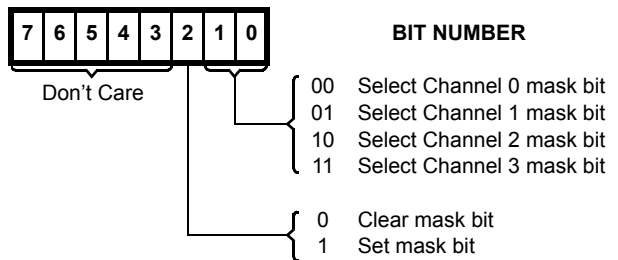 7 6 5 4 3 2 1 0 BIT NUMBER
Don't Care
00 Select Channel 0 mask bit
01 Select Channel 1 mask bit
10 Select Channel 2 mask bit
11 Select Channel 3 mask bit
0 Clear mask bit
1 Set mask bit